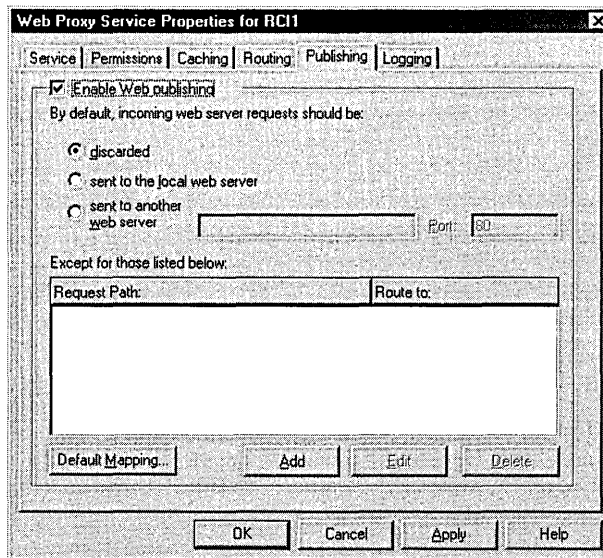 Web Proxy Service Properties for RCI1
Service Permissions Caching Routing Publishing Logging
Enable Web publishing
By default, incoming web server requests should be:
discarded
sent to the local web server
sent to another
web server
Port: 80
Except for those listed below:
Request Path: Route to:
Default Mapping... Add Edit Delete
OK Cancel Apply Help